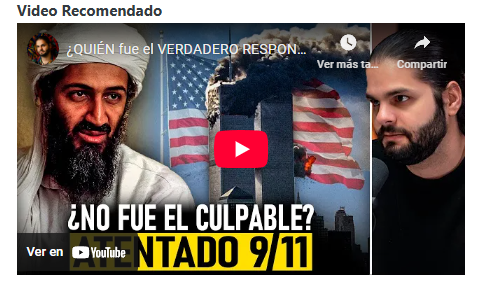 Video Recomendado
¿QUIÉN fue el VERDADERO RESPON...
Ver más ta...
Compartir
¿NO FUE EL CULPABLE?
ATENTADO 9/11
Ver en YouTube